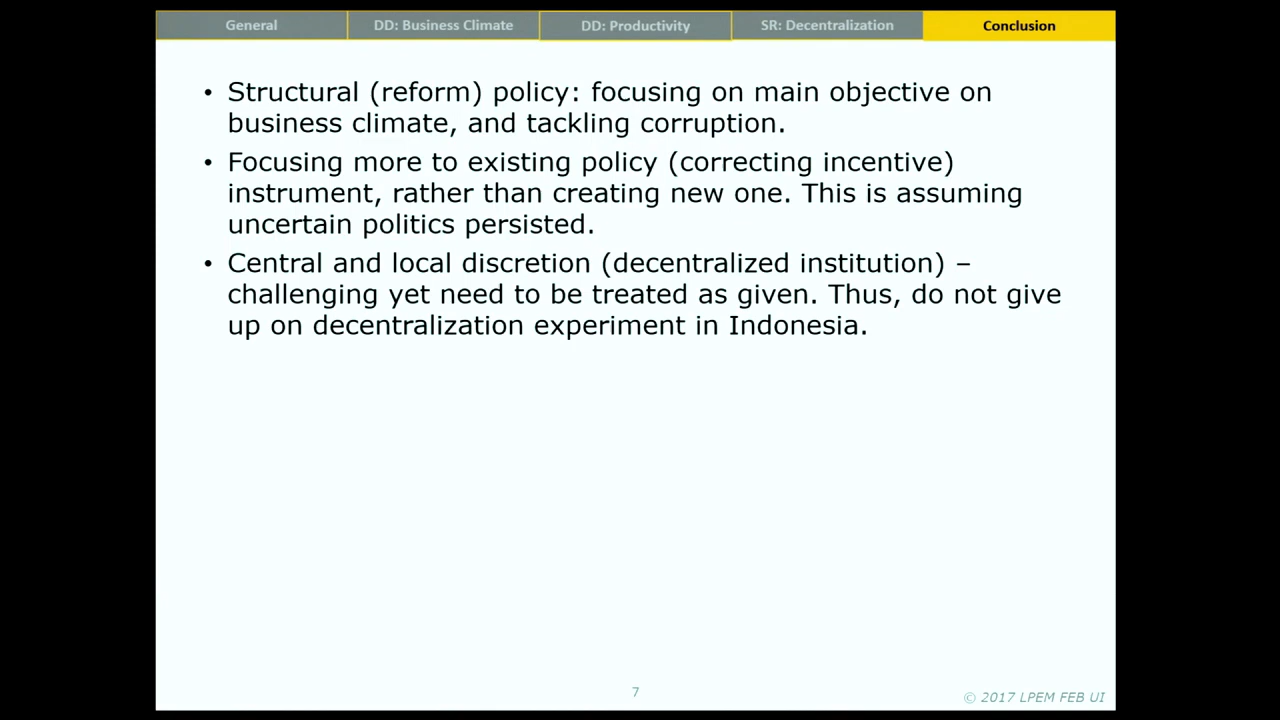 General DD: Business Climate DD: Productivity SR: Decentralization Conclusion
• Structural (reform) policy: focusing on main objective on
business climate, and tackling corruption.
• Focusing more to existing policy (correcting incentive)
instrument, rather than creating new one. This is assuming
uncertain politics persisted.
• Central and local discretion (decentralized institution) –
challenging yet need to be treated as given. Thus, do not give
up on decentralization experiment in Indonesia.
7
© 2017 LPEM FEB UI